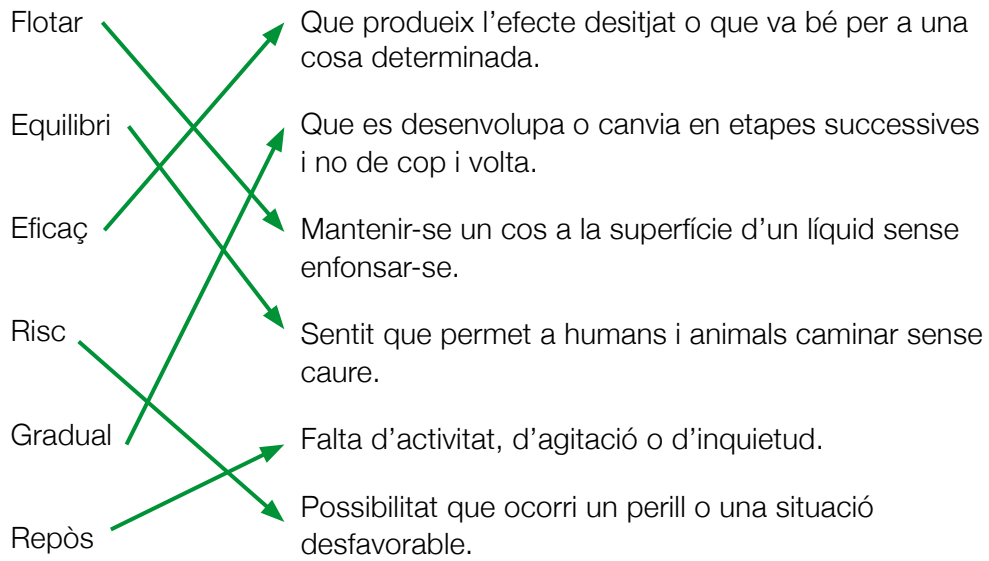 Flotar
Que produeix l’efecte desitjat o que va bé per a una
cosa determinada.
Equilibri
Que es desenvolupa o canvia en etapes successives
i no de cop i volta.
Eficaç
Mantenir-se un cos a la superfície d’un líquid sense
enfonsar-se.
Risc
Sentit que permet a humans i animals caminar sense
caure.
Gradual
Falta d’activitat, d’agitació o d’inquietud.
Repòs
Possibilitat que ocorri un perill o una situació
desfavorable.